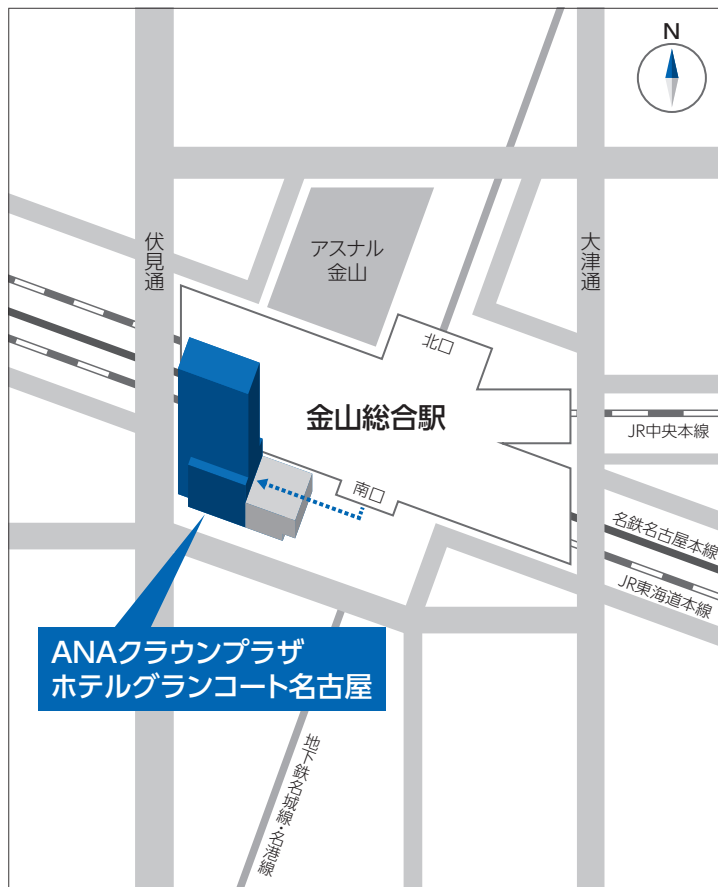 N
伏見通
アスナル
金山
大津通
北口
金山総合駅
JR中央本線
南口
名鉄名古屋本線
JR東海道本線
ANAクラウンプラザ
ホテルグランコート名古屋
地下鉄名城線・名港線